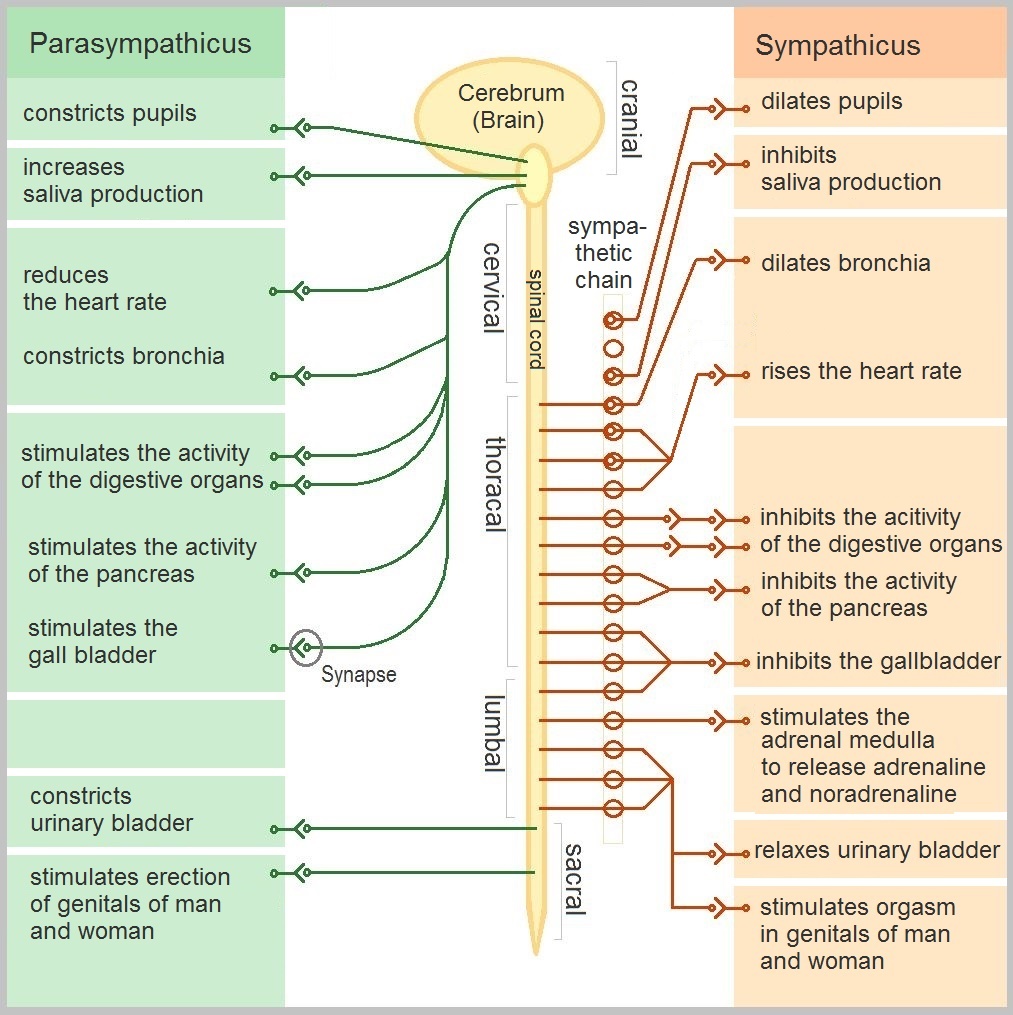 Parasympathicus
constricts pupils
increases
saliva production
reduces
the heart rate
constricts bronchia
stimulates the activity
of the digestive organs
stimulates the activity
of the pancreas
stimulates the
gall bladder
constricts
urinary bladder
stimulates erection
of genitals of man
and woman
Synapse
Cerebrum
(Brain)
cranial
cervical
spinal cord
sympa-
thetic
chain
thoracal
lumbal
sacral
Sympathicus
dilates pupils
inhibits
saliva production
dilates bronchia
rises the heart rate
inhibits the acitivity
of the digestive organs
inhibits the activity
of the pancreas
inhibits the gallbladder
stimulates the
adrenal medulla
to release adrenaline
and noradrenaline
relaxes urinary bladder
stimulates orgasm
in genitals of man
and woman